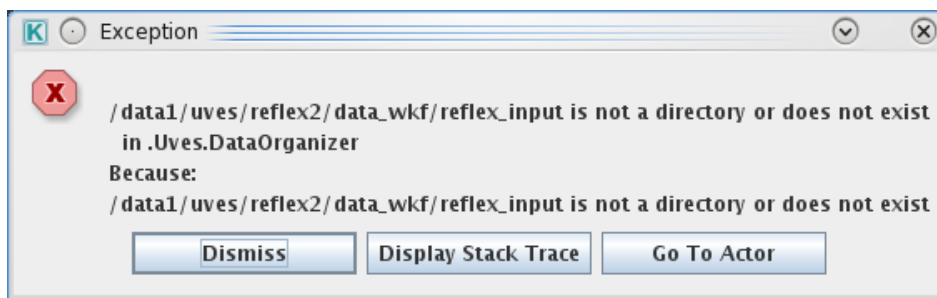 K Exception
X
/data1/uves/reflex2/data_wkf/reflex_input is not a directory or does not exist
in .Uves.DataOrganizer
Because:
/data1/uves/reflex2/data_wkf/reflex_input is not a directory or does not exist
Dismiss Display Stack Trace Go To Actor